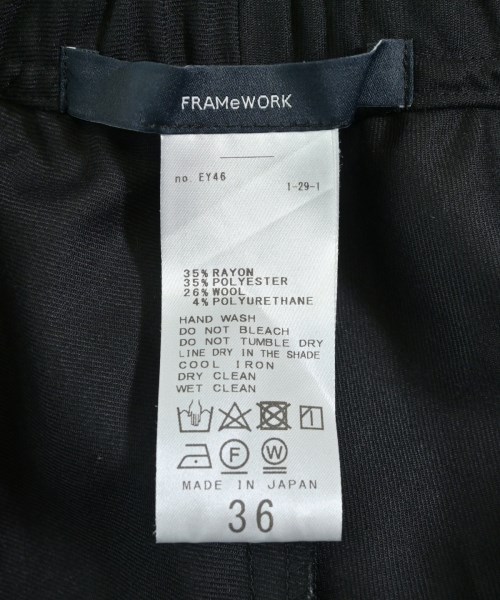 FRAMeWORK
no. EY46
1-29-1
35% RAYON
35% POLYESTER
26% WOOL
4% POLYURETHANE
HAND WASH
DO NOT BLEACH
DO NOT TUMBLE DRY
LINE DRY IN THE SHADE
COOL IRON
DRY CLEAN
WET CLEAN
F W
MADE IN JAPAN
36